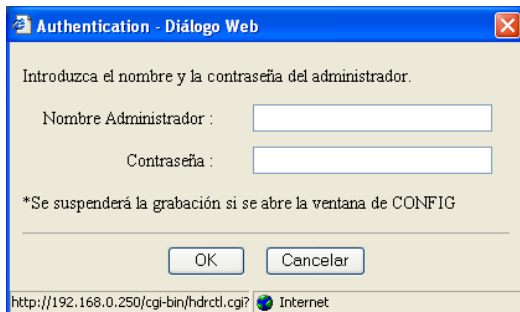 Authentication - Diálogo Web
Introduzca el nombre y la contraseña del administrador.
Nombre Administrador :
Contraseña :
*Se suspenderá la grabación si se abre la ventana de CONFIG
OK Cancelar
http://192.168.0.250/cgi-bin/hdrctl.cgi? Internet